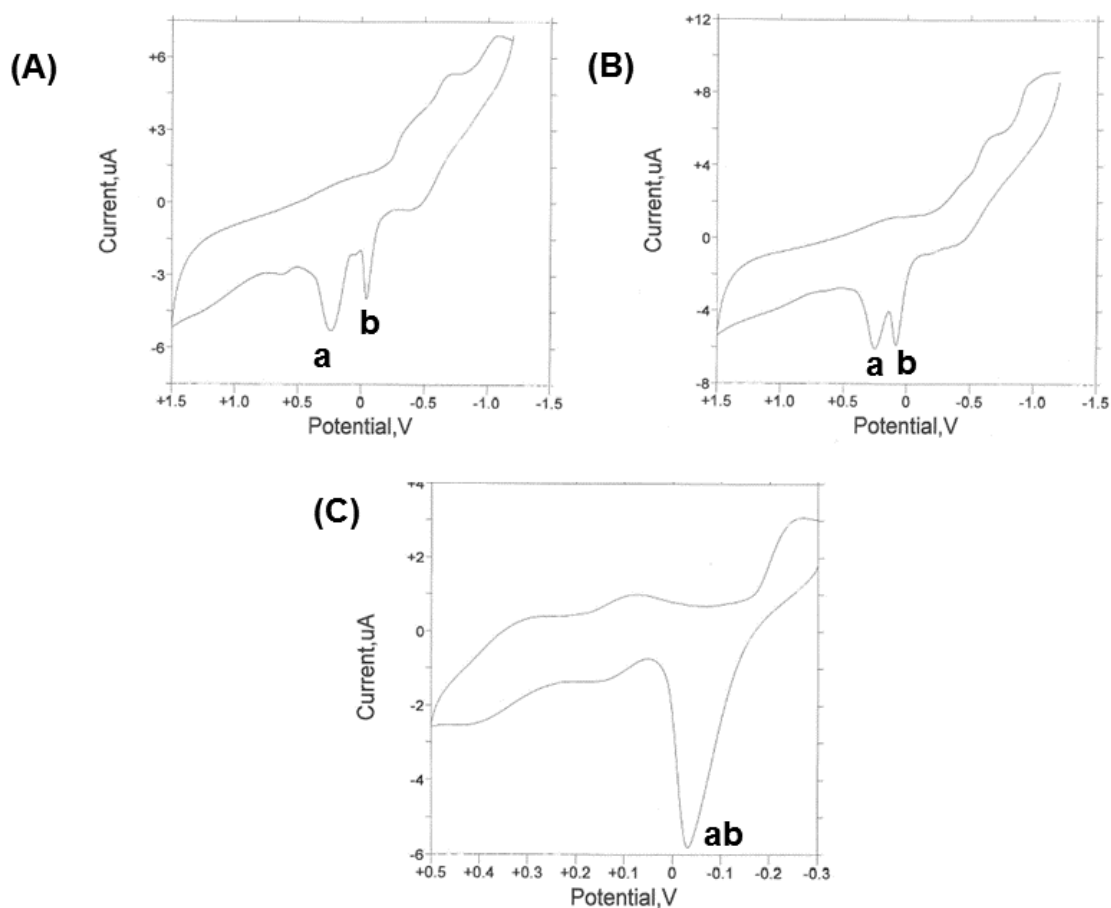 (A)
+6
+3
0
-3
-6
Current,uA
a
b
+1.5 +1.0 +0.5 0 -0.5 -1.0 -1.5
Potential,V
(B)
+12
+8
+4
0
-4
-8
Current,uA
a b
+1.5 +1.0 +0.5 0 -0.5 -1.0 -1.5
Potential,V
(C)
+4
+2
0
-2
-4
-6
Current,uA
ab
+0.5 +0.4 +0.3 +0.2 +0.1 0 -0.1 -0.2 -0.3
Potential,V